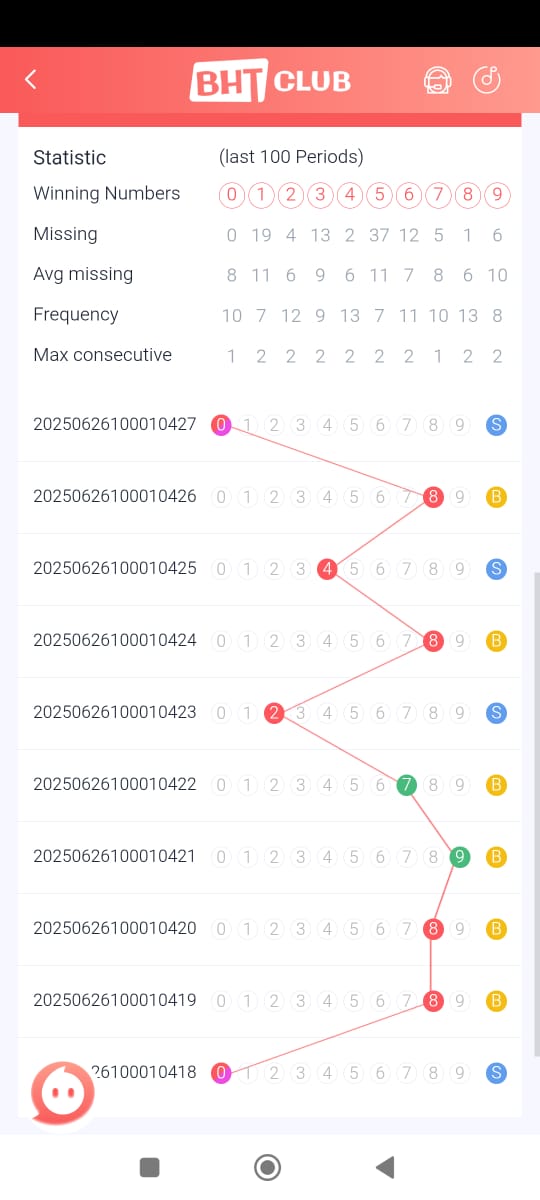 BHT CLUB
Statistic (last 100 Periods)
Winning Numbers 0 1 2 3 4 5 6 7 8 9
Missing 0 19 4 13 2 37 12 5 1 6
Avg missing 8 11 6 9 6 11 7 8 6 10
Frequency 10 7 12 9 13 7 11 10 13 8
Max consecutive 1 2 2 2 2 2 2 1 2 2
20250626100010427 0 1 2 3 4 5 6 7 8 9 S
20250626100010426 0 1 2 3 4 5 6 7 8 9 B
20250626100010425 0 1 2 3 4 5 6 7 8 9 S
20250626100010424 0 1 2 3 4 5 6 7 8 9 B
20250626100010423 0 1 2 3 4 5 6 7 8 9 S
20250626100010422 0 1 2 3 4 5 6 7 8 9 B
20250626100010421 0 1 2 3 4 5 6 7 8 9 B
20250626100010420 0 1 2 3 4 5 6 7 8 9 B
20250626100010419 0 1 2 3 4 5 6 7 8 9 B
26100010418 0 1 2 3 4 5 6 7 8 9 S